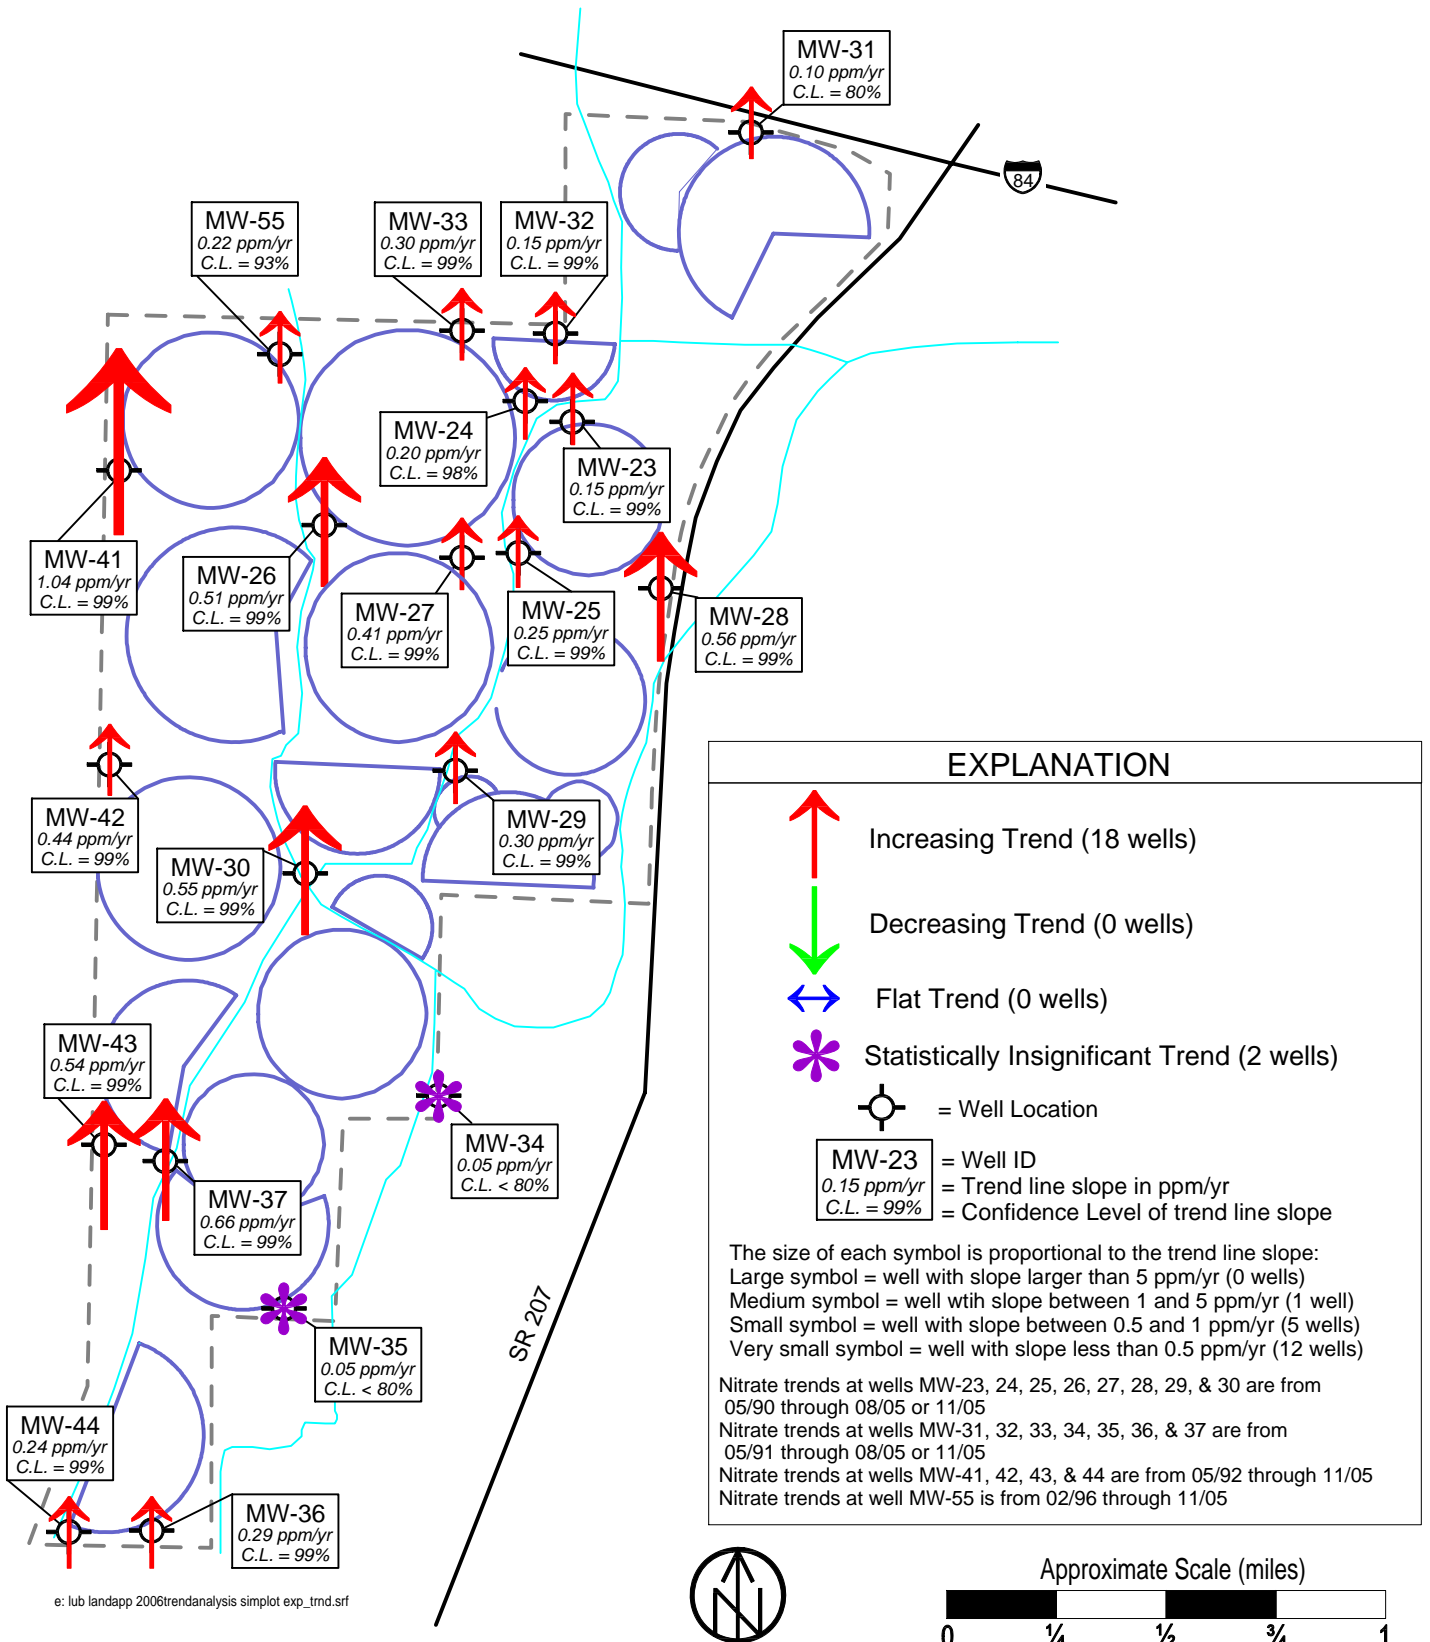 MW-31
0.10 ppm/yr
C.L. = 80%
84
MW-55
0.22 ppm/yr
C.L. = 93%
MW-33
0.30 ppm/yr
C.L. = 99%
MW-32
0.15 ppm/yr
C.L. = 99%
MW-24
0.20 ppm/yr
C.L. = 98%
MW-23
0.15 ppm/yr
C.L. = 99%
MW-41
1.04 ppm/yr
C.L. = 99%
MW-26
0.51 ppm/yr
C.L. = 99%
MW-27
0.41 ppm/yr
C.L. = 99%
MW-25
0.25 ppm/yr
C.L. = 99%
MW-28
0.56 ppm/yr
C.L. = 99%
MW-42
0.44 ppm/yr
C.L. = 99%
MW-29
0.30 ppm/yr
C.L. = 99%
MW-30
0.55 ppm/yr
C.L. = 99%
MW-43
0.54 ppm/yr
C.L. = 99%
MW-34
0.05 ppm/yr
C.L. < 80%
MW-37
0.66 ppm/yr
C.L. = 99%
MW-35
0.05 ppm/yr
C.L. < 80%
SR 207
MW-44
0.24 ppm/yr
C.L. = 99%
MW-36
0.29 ppm/yr
C.L. = 99%
EXPLANATION
Increasing Trend (18 wells)
Decreasing Trend (0 wells)
Flat Trend (0 wells)
Statistically Insignificant Trend (2 wells)
= Well Location
MW-23 = Well ID
0.15 ppm/yr = Trend line slope in ppm/yr
C.L. = 99% = Confidence Level of trend line slope
The size of each symbol is proportional to the trend line slope:
Large symbol = well with slope larger than 5 ppm/yr (0 wells)
Medium symbol = well wtih slope between 1 and 5 ppm/yr (1 well)
Small symbol = well with slope between 0.5 and 1 ppm/yr (5 wells)
Very small symbol = well with slope less than 0.5 ppm/yr (12 wells)
Nitrate trends at wells MW-23, 24, 25, 26, 27, 28, 29, & 30 are from
05/90 through 08/05 or 11/05
Nitrate trends at wells MW-31, 32, 33, 34, 35, 36, & 37 are from
05/91 through 08/05 or 11/05
Nitrate trends at wells MW-41, 42, 43, & 44 are from 05/92 through 11/05
Nitrate trends at well MW-55 is from 02/96 through 11/05
e: lub landapp 2006trendanalysis simplot exp_trnd.srf
N
Approximate Scale (miles)
0 ¼ ½ ¾ 1